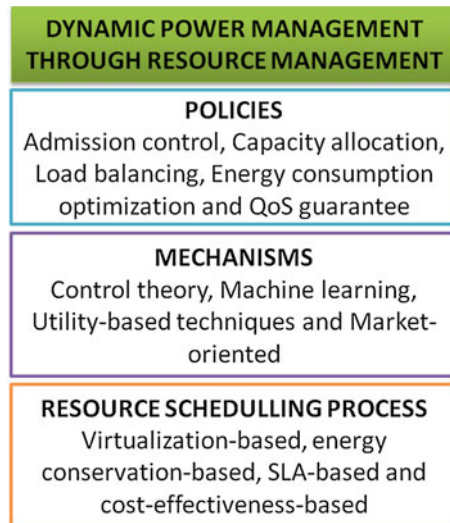 DYNAMIC POWER MANAGEMENT
THROUGH RESOURCE MANAGEMENT
POLICIES
Admission control, Capacity allocation,
Load balancing, Energy consumption
optimization and QoS guarantee
MECHANISMS
Control theory, Machine learning,
Utility-based techniques and Market-
oriented
RESOURCE SCHEDULLING PROCESS
Virtualization-based, energy
conservation-based, SLA-based and
cost-effectiveness-based